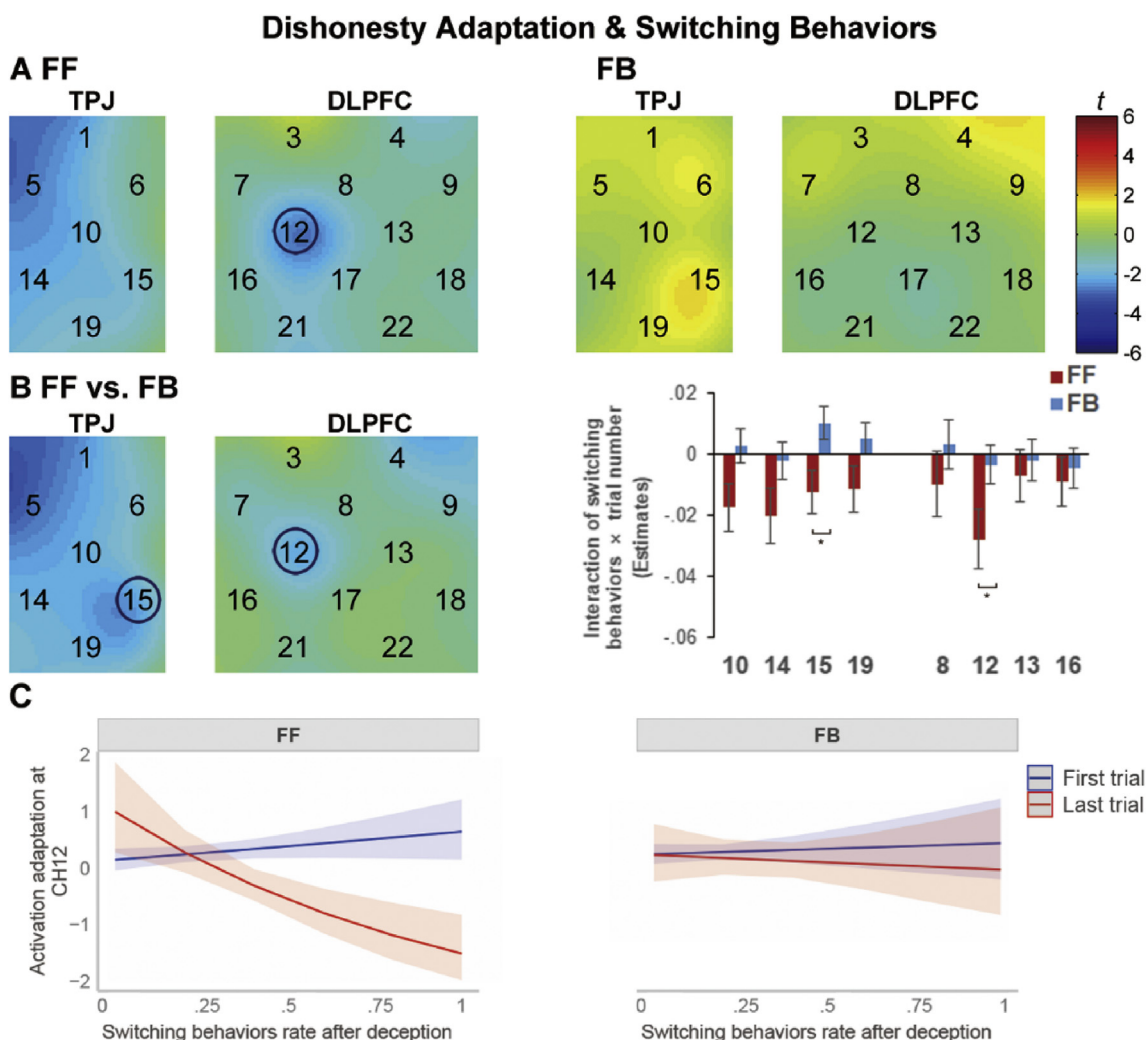 Dishonesty Adaptation & Switching Behaviors
A FF
FB
TPJ
DLPFC
TPJ
DLPFC
t
1
3
4
5
6
7
8
9
10
12
13
14
15
16
17
18
19
21
22
1
3
4
5
6
7
8
9
10
12
13
14
15
16
17
18
19
21
22
6
4
2
0
-2
-4
-6
B FF vs. FB
TPJ
DLPFC
1
3
4
5
6
7
8
9
10
12
13
14
15
16
17
18
19
21
22
FF
FB
Interaction of switching
behaviors × trial number
(Estimates)
.02
0
-.02
-.04
-.06
*
*
10 14 15 19 8 12 13 16
C
FF
FB
Activation adaptation at
CH12
2
1
0
−1
−2
0 .25 .5 .75 1
Switching behaviors rate after deception
0 .25 .5 .75 1
Switching behaviors rate after deception
First trial
Last trial